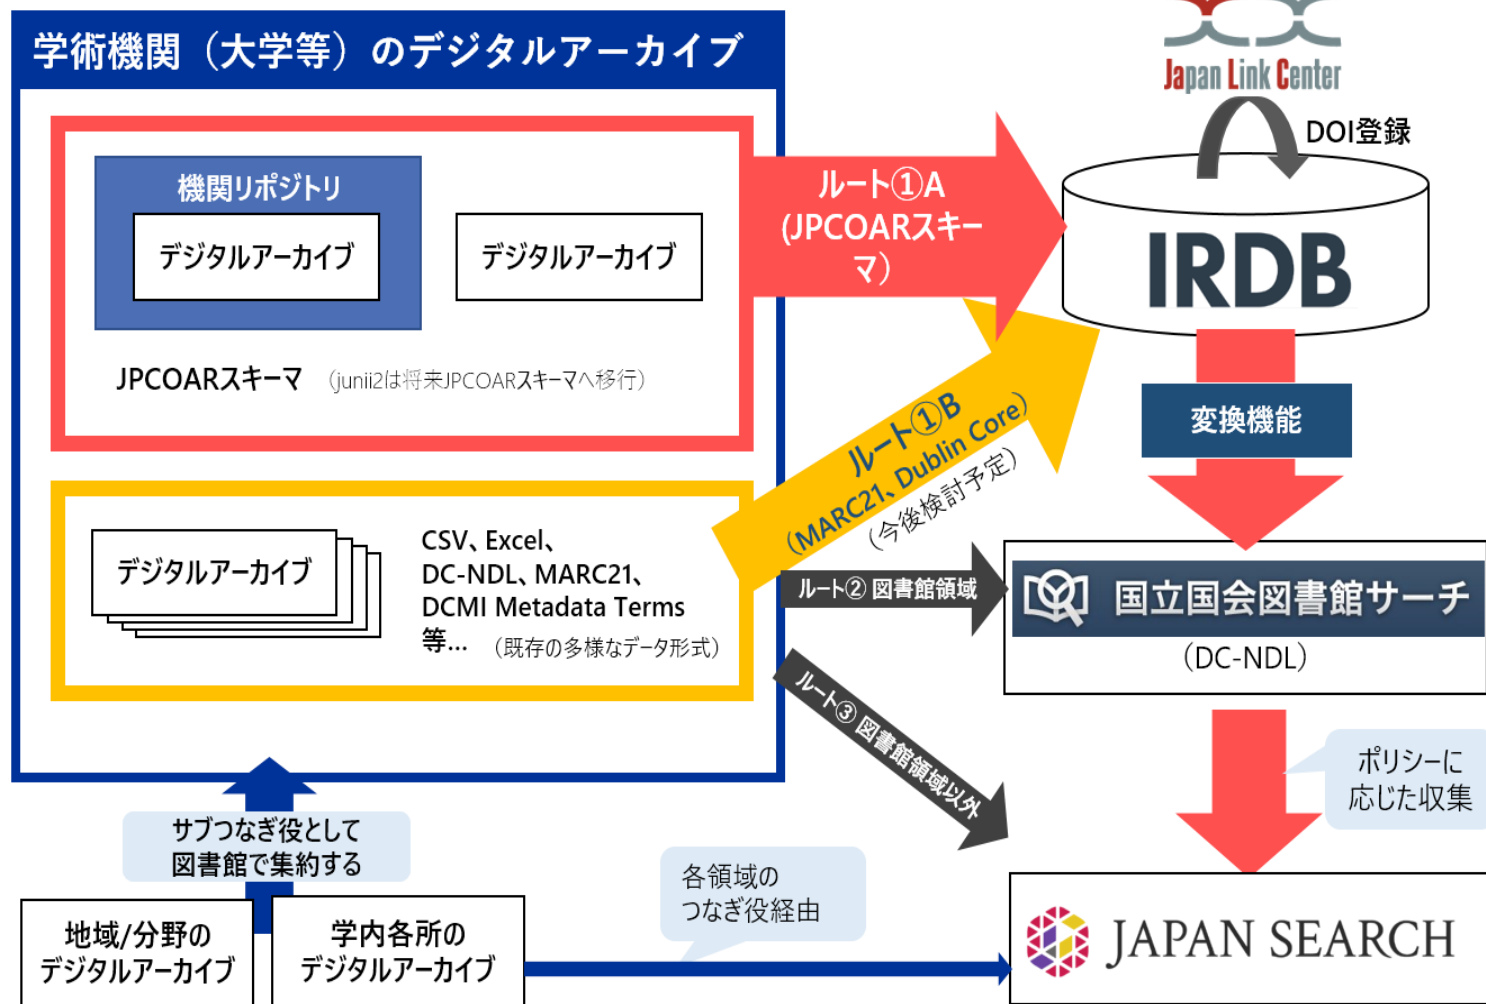 学術機関（大学等）のデジタルアーカイブ
機関リポジトリ
デジタルアーカイブ
デジタルアーカイブ
JPCOARスキーマ （junii2は将来JPCOARスキーマへ移行）
デジタルアーカイブ
CSV、Excel、
DC-NDL、MARC21、
DCMI Metadata Terms
等… （既存の多様なデータ形式）
サブつなぎ役として
図書館で集約する
地域/分野の
デジタルアーカイブ
学内各所の
デジタルアーカイブ
各領域の
つなぎ役経由
ルート①A
(JPCOARスキー
マ）
ルート①B
（MARC21、Dublin Core）
（今後検討予定）
ルート② 図書館領域
ルート③ 図書館領域以外
Japan Link Center
DOI登録
IRDB
変換機能
国立国会図書館サーチ
（DC-NDL）
ポリシーに
応じた収集
JAPAN SEARCH